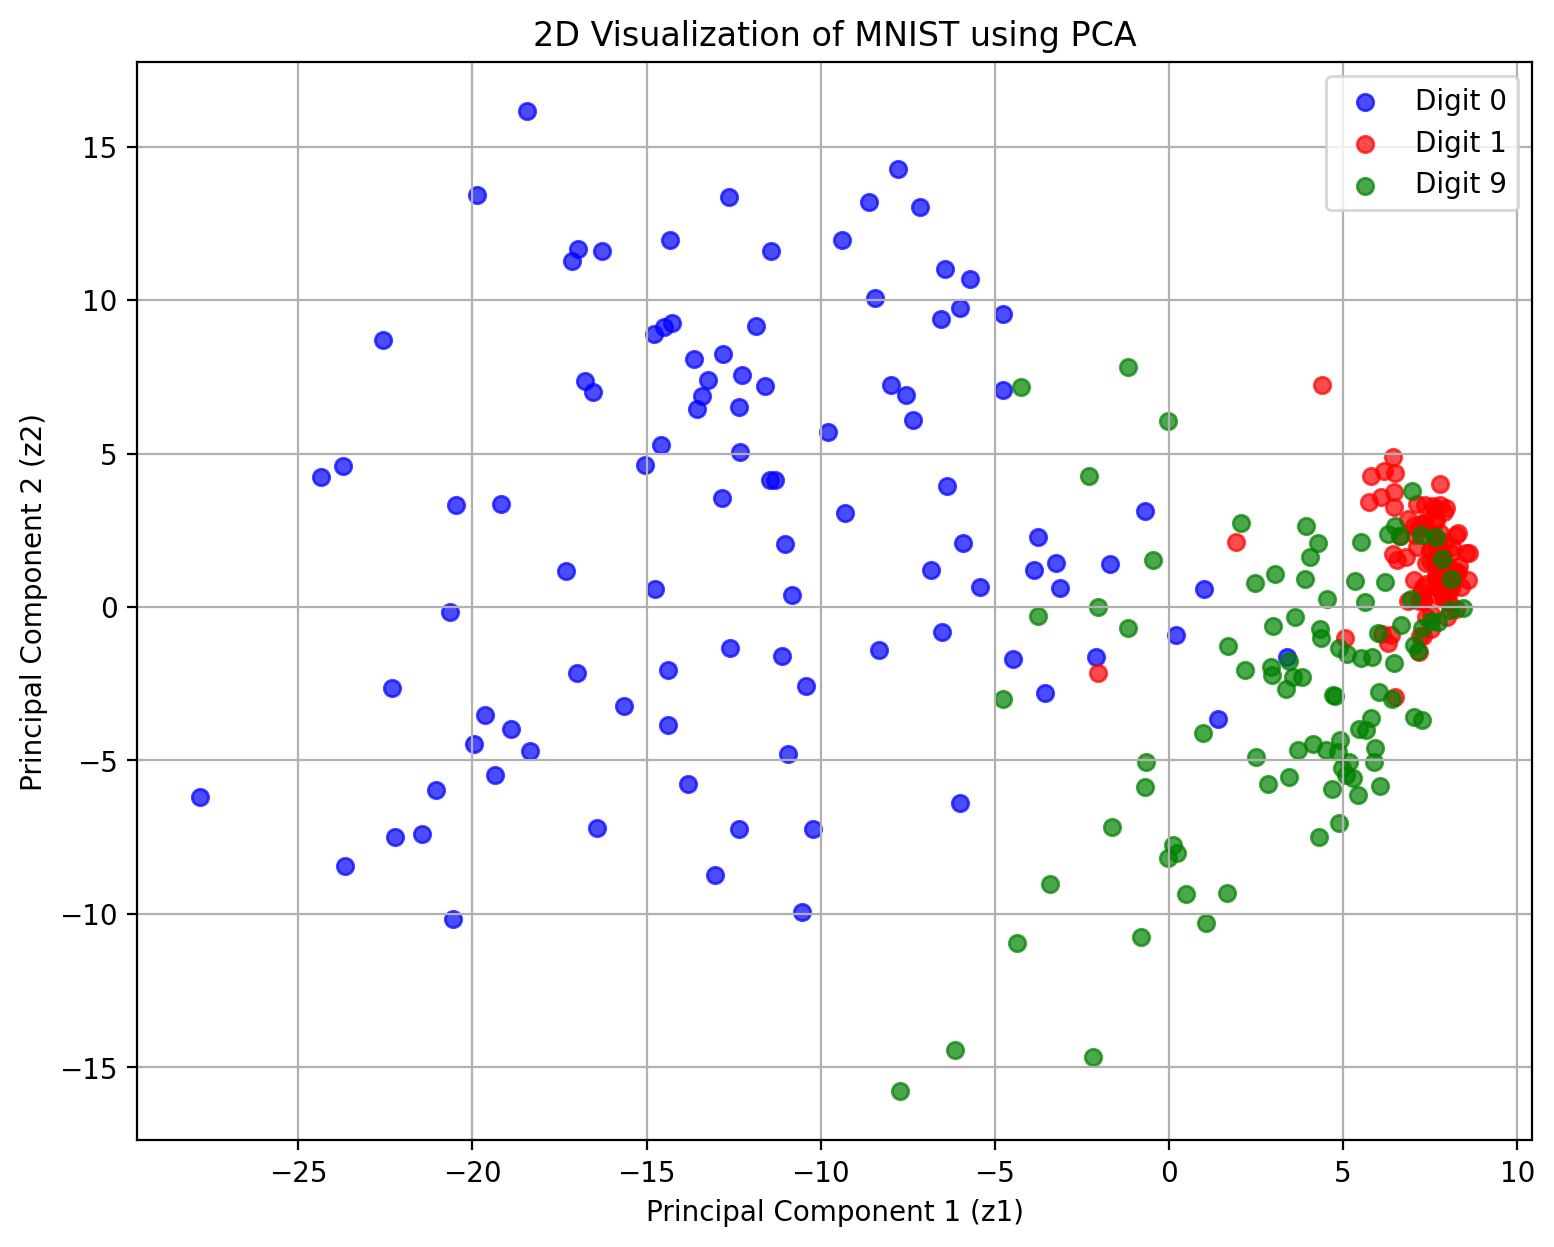 2D Visualization of MNIST using PCA
Digit 0
Digit 1
Digit 9
15
10
5
0
−5
−10
−15
Principal Component 2 (z2)
−25
−20
−15
−10
−5
0
5
10
Principal Component 1 (z1)